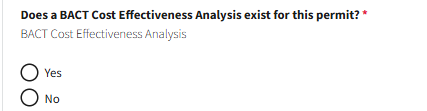 Does a BACT Cost Effectiveness Analysis exist for this permit? *
BACT Cost Effectiveness Analysis
Yes
No